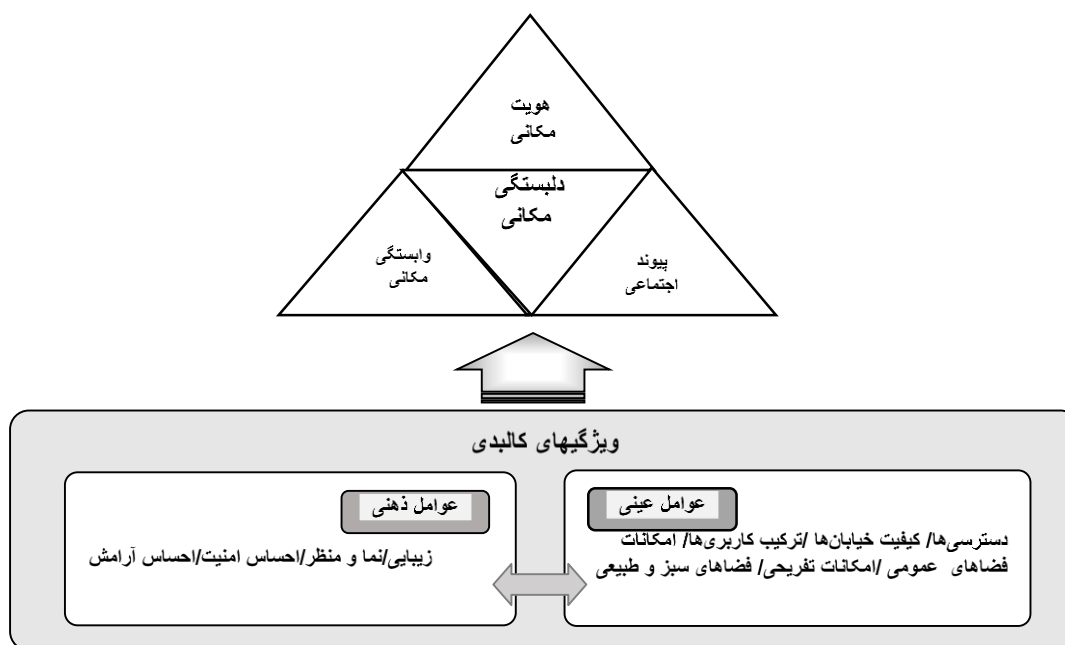 هویت
مکانی
دلبستگی
مکانی
پیوند
اجتماعی
وابستگی
مکانی
ویژگیهای کالبدی
عوامل عینی
دسترسی‌ها/ کیفیت خیابان‌ها /ترکیب کاربری‌ها/ امکانات
فضاهای عمومی /امکانات تفریحی/ فضاهای سبز و طبیعی
عوامل ذهنی
زیبایی/نما و منظر/احساس امنیت/احساس آرامش